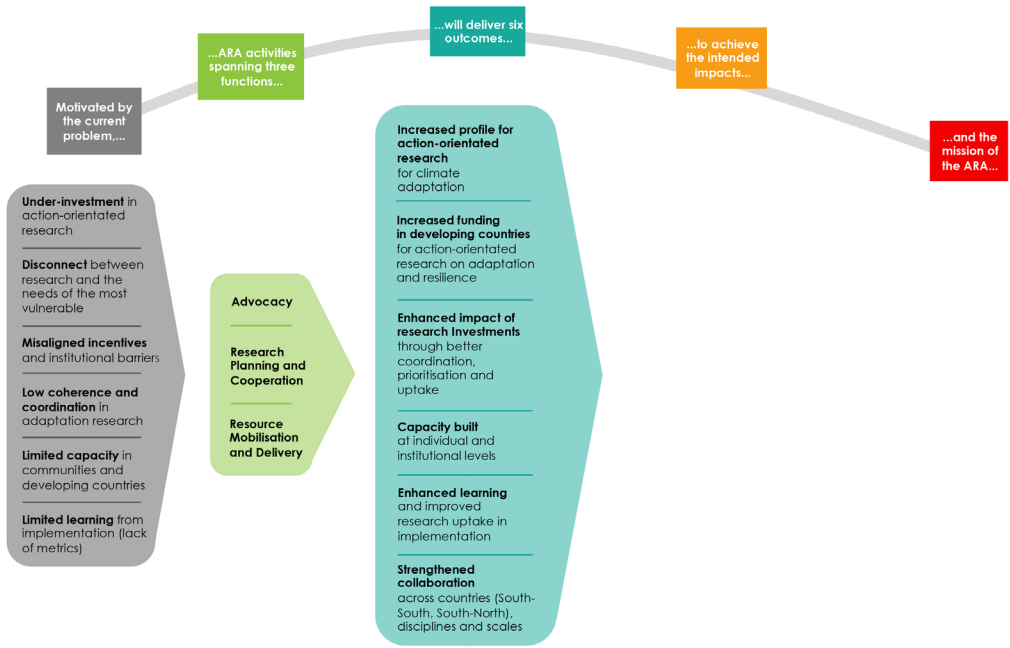 Motivated by
the current
problem,...
...ARA activities
spanning three
functions...
...will deliver six
outcomes...
...to achieve
the intended
impacts...
...and the
mission of
the ARA...
Under-investment in
action-orientated
research
Disconnect between
research and the
needs of the most
vulnerable
Misaligned incentives
and institutional barriers
Low coherence and
coordination in
adaptation research
Limited capacity in
communities and
developing countries
Limited learning from
implementation (lack
of metrics)
Advocacy
Research
Planning and
Cooperation
Resource
Mobilisation
and Delivery
Increased profile for
action-orientated
research
for climate
adaptation
Increased funding
in developing countries
for action-orientated
research on adaptation
and resilience
Enhanced impact of
research Investments
through better
coordination,
prioritisation and
uptake
Capacity built
at individual and
institutional levels
Enhanced learning
and improved
research uptake in
implementation
Strengthened
collaboration
across countries (South-
South, South-North),
disciplines and scales